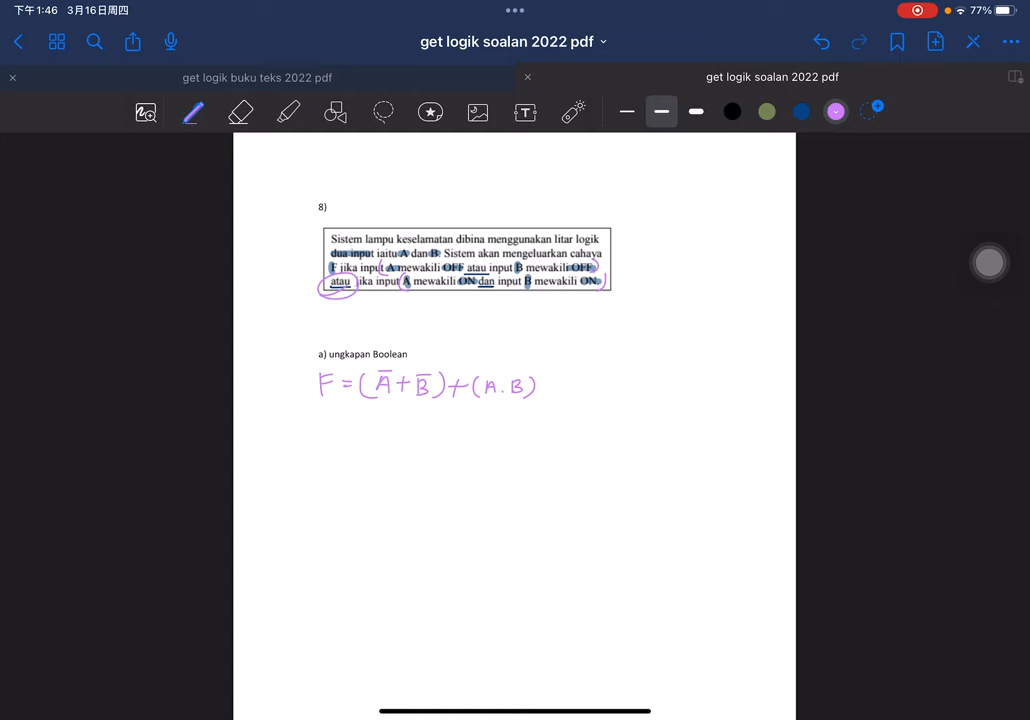 下午1:46 3月16日周四
77%
get logik soalan 2022 pdf
get logik buku teks 2022 pdf
get logik soalan 2022 pdf
8)
Sistem lampu keselamatan dibina menggunakan litar logik
dua input iaitu A dan B. Sistem akan mengeluarkan cahaya
F jika input A mewakili OFF atau input B mewakili OFF
atau jika input A mewakili ON dan input B mewakili ON.
a) ungkapan Boolean
F = (A̅ + B̅) + (A . B)